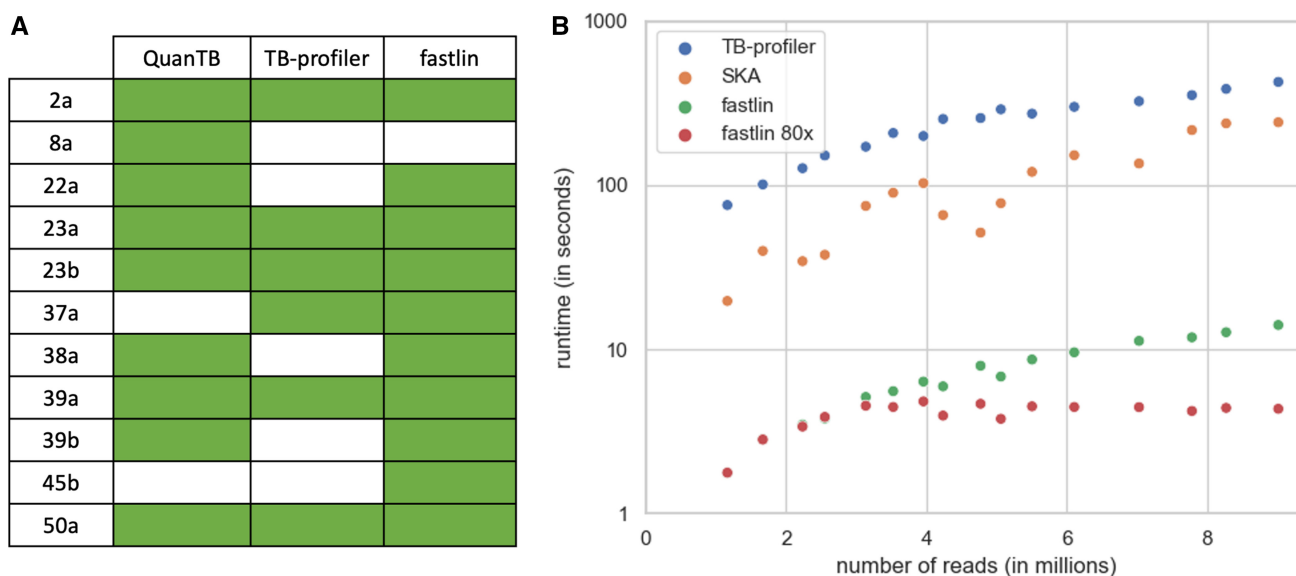 A
QuanTB TB-profiler fastlin
2a
8a
22a
23a
23b
37a
38a
39a
39b
45b
50a
B
TB-profiler
SKA
fastlin
fastlin 80x
1000
100
10
1
runtime (in seconds)
0 2 4 6 8
number of reads (in millions)